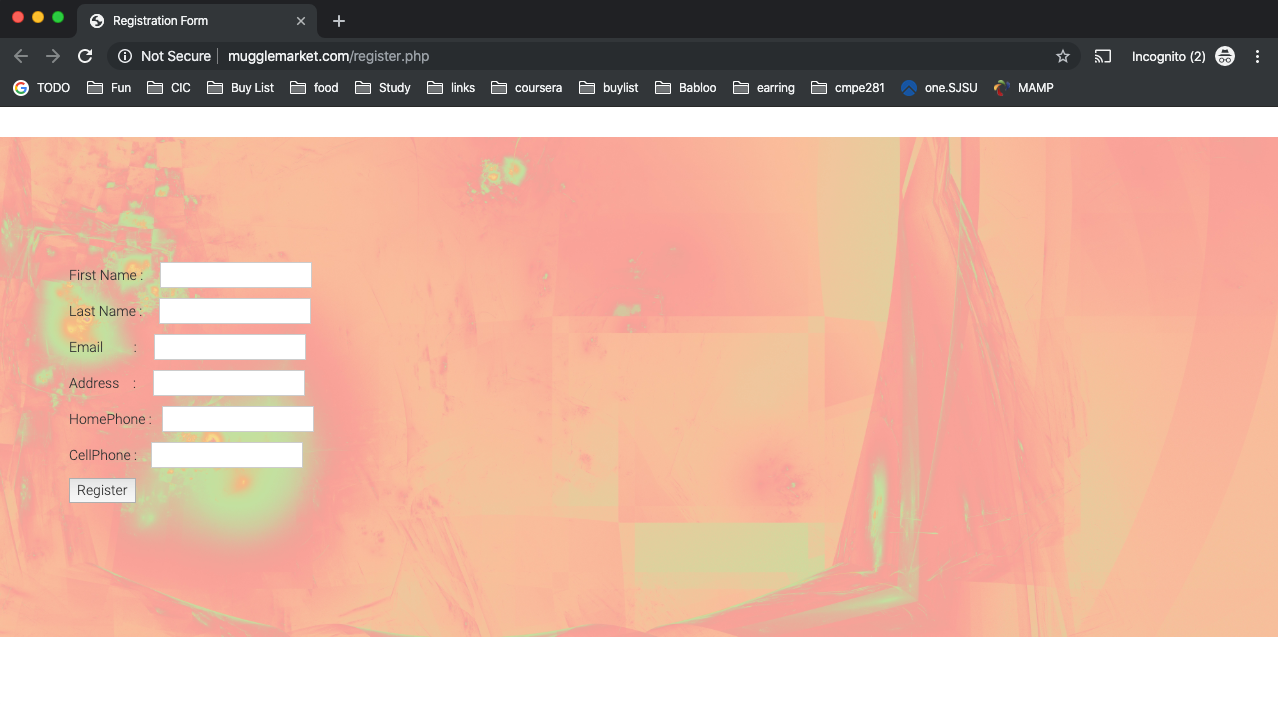 Registration Form
Not Secure mugglemarket.com/register.php Incognito (2)
TODO Fun CIC Buy List food Study links coursera buylist Babloo earring cmpe281 one.SJSU MAMP
First Name :
Last Name :
Email :
Address :
HomePhone :
CellPhone :
Register